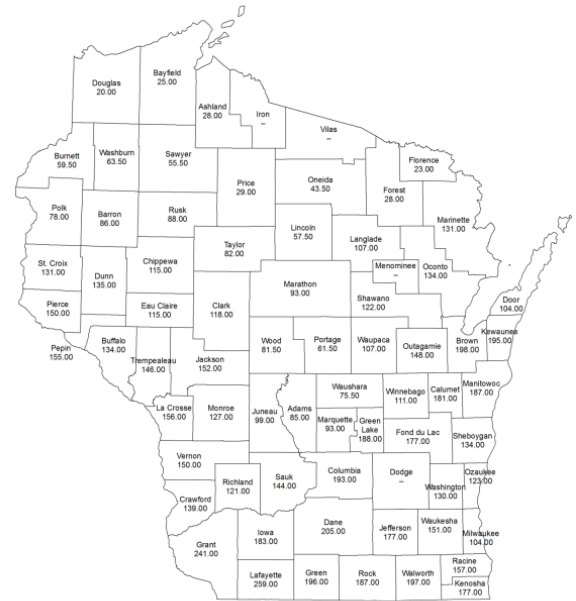 Bayfield
25.00
Douglas
20.00
Ashland
28.00
Iron
--
Vilas
--
Florence
23.00
Burnett
59.50
Washburn
63.50
Sawyer
55.50
Price
29.00
Oneida
43.50
Forest
28.00
Marinette
131.00
Polk
78.00
Barron
86.00
Rusk
88.00
Lincoln
57.50
Langlade
107.00
Taylor
82.00
St. Croix
131.00
Dunn
135.00
Chippewa
115.00
Marathon
93.00
Menominee
--
Oconto
134.00
Door
104.00
Pierce
150.00
Eau Claire
115.00
Clark
118.00
Shawano
122.00
Pepin
155.00
Buffalo
134.00
Trempealeau
146.00
Jackson
152.00
Wood
81.50
Portage
61.50
Waupaca
107.00
Outagamie
148.00
Brown
198.00
Kewaunee
195.00
La Crosse
156.00
Monroe
127.00
Juneau
99.00
Adams
85.00
Waushara
75.50
Winnebago
111.00
Calumet
181.00
Manitowoc
187.00
Marquette
93.00
Green
Lake
188.00
Fond du Lac
177.00
Sheboygan
134.00
Vernon
150.00
Richland
121.00
Sauk
144.00
Columbia
193.00
Dodge
--
Washington
130.00
Ozaukee
123.00
Crawford
139.00
Grant
241.00
Iowa
183.00
Dane
205.00
Jefferson
177.00
Waukesha
151.00
Milwaukee
104.00
Lafayette
259.00
Green
196.00
Rock
187.00
Walworth
197.00
Racine
157.00
Kenosha
177.00